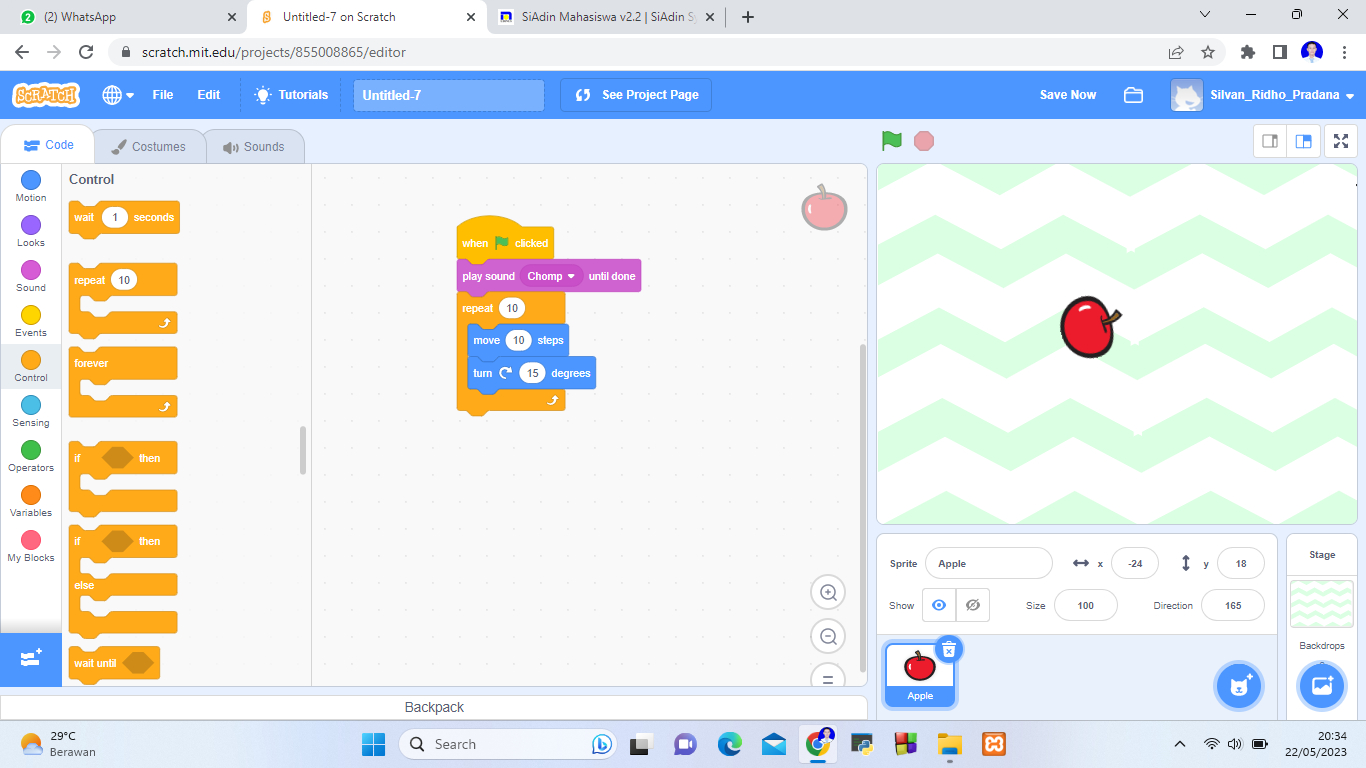 (2) WhatsApp
Untitled-7 on Scratch
SiAdin Mahasiswa v2.2 | SiAdin Sy
scratch.mit.edu/projects/855008865/editor
SCRATCH
File
Edit
Tutorials
Untitled-7
See Project Page
Save Now
Silvan_Ridho_Pradana
Code
Costumes
Sounds
Motion
Looks
Sound
Events
Control
Sensing
Operators
Variables
My Blocks
Control
wait 1 seconds
repeat 10
forever
if then
if then
else
wait until
when clicked
play sound Chomp until done
repeat 10
move 10 steps
turn 15 degrees
Backpack
Sprite Apple x -24 y 18
Show Size 100 Direction 165
Apple
Stage
Backdrops
29°C
Berawan
Search
20:34
22/05/2023